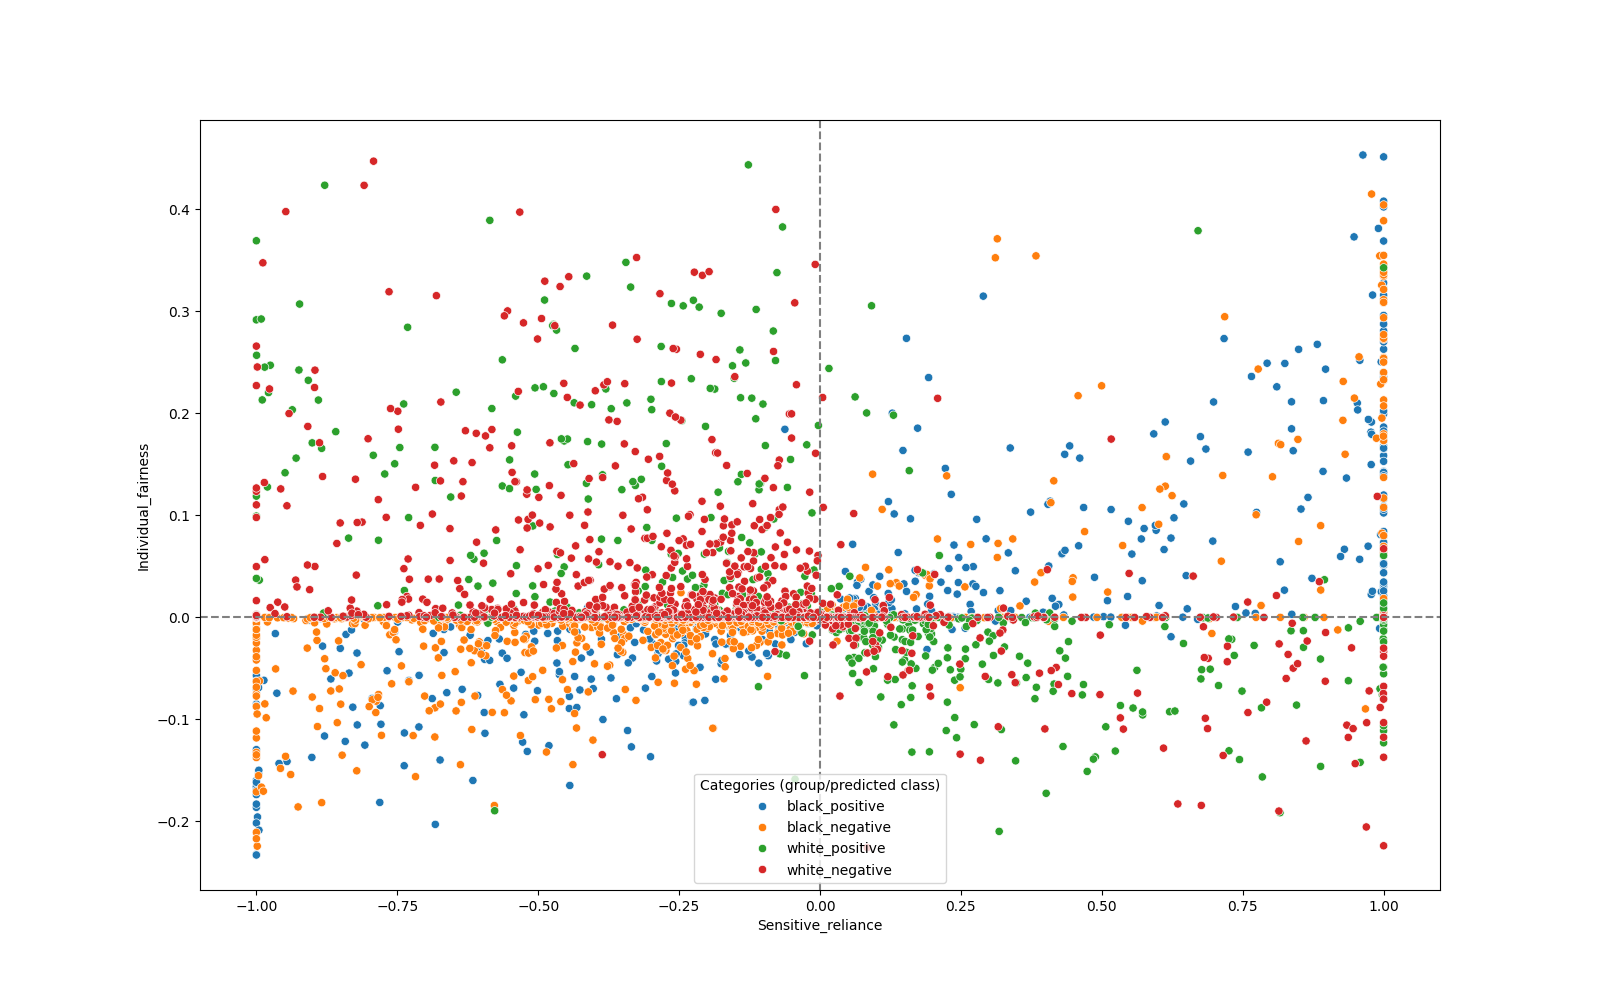 0.4
0.3
0.2
0.1
0.0
−0.1
−0.2
Individual_fairness
Categories (group/predicted class)
black_positive
black_negative
white_positive
white_negative
−1.00 −0.75 −0.50 −0.25 0.00 0.25 0.50 0.75 1.00
Sensitive_reliance